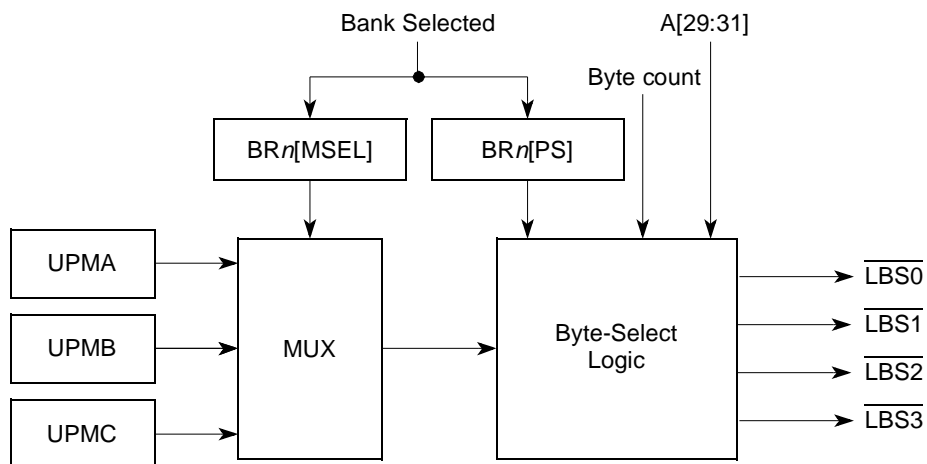 Bank Selected
A[29:31]
Byte count
BRn[MSEL]
BRn[PS]
UPMA
UPMB
UPMC
MUX
Byte-Select
Logic
LBS0
LBS1
LBS2
LBS3